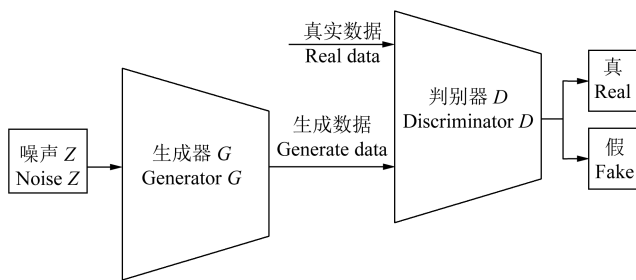 噪声 Z
Noise Z
生成器 G
Generator G
真实数据
Real data
生成数据
Generate data
判别器 D
Discriminator D
真
Real
假
Fake